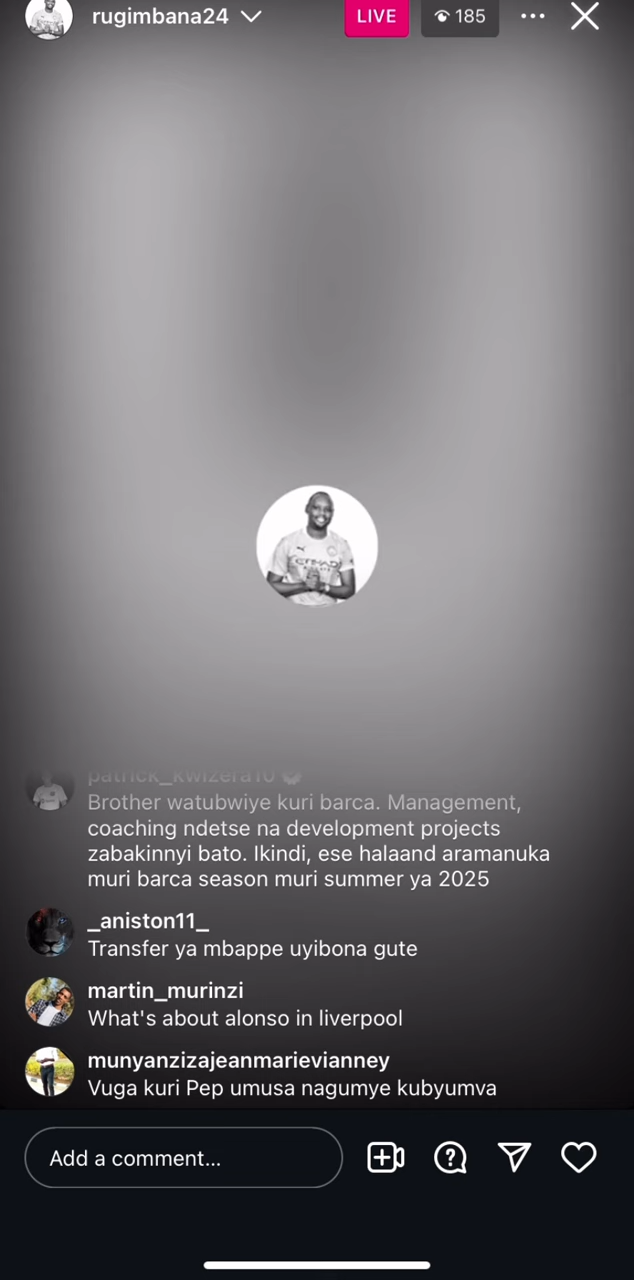 rugimbana24
LIVE
185
ETIHAD
patrick_kwizera10
Brother watubwiye kuri barca. Management,
coaching ndetse na development projects
zabakinnyi bato. Ikindi, ese halaand aramanuka
muri barca season muri summer ya 2025
_aniston11_
Transfer ya mbappe uyibona gute
martin_murinzi
What's about alonso in liverpool
munyanzizajeanmarievianney
Vuga kuri Pep umusa nagumye kubyumva
Add a comment...